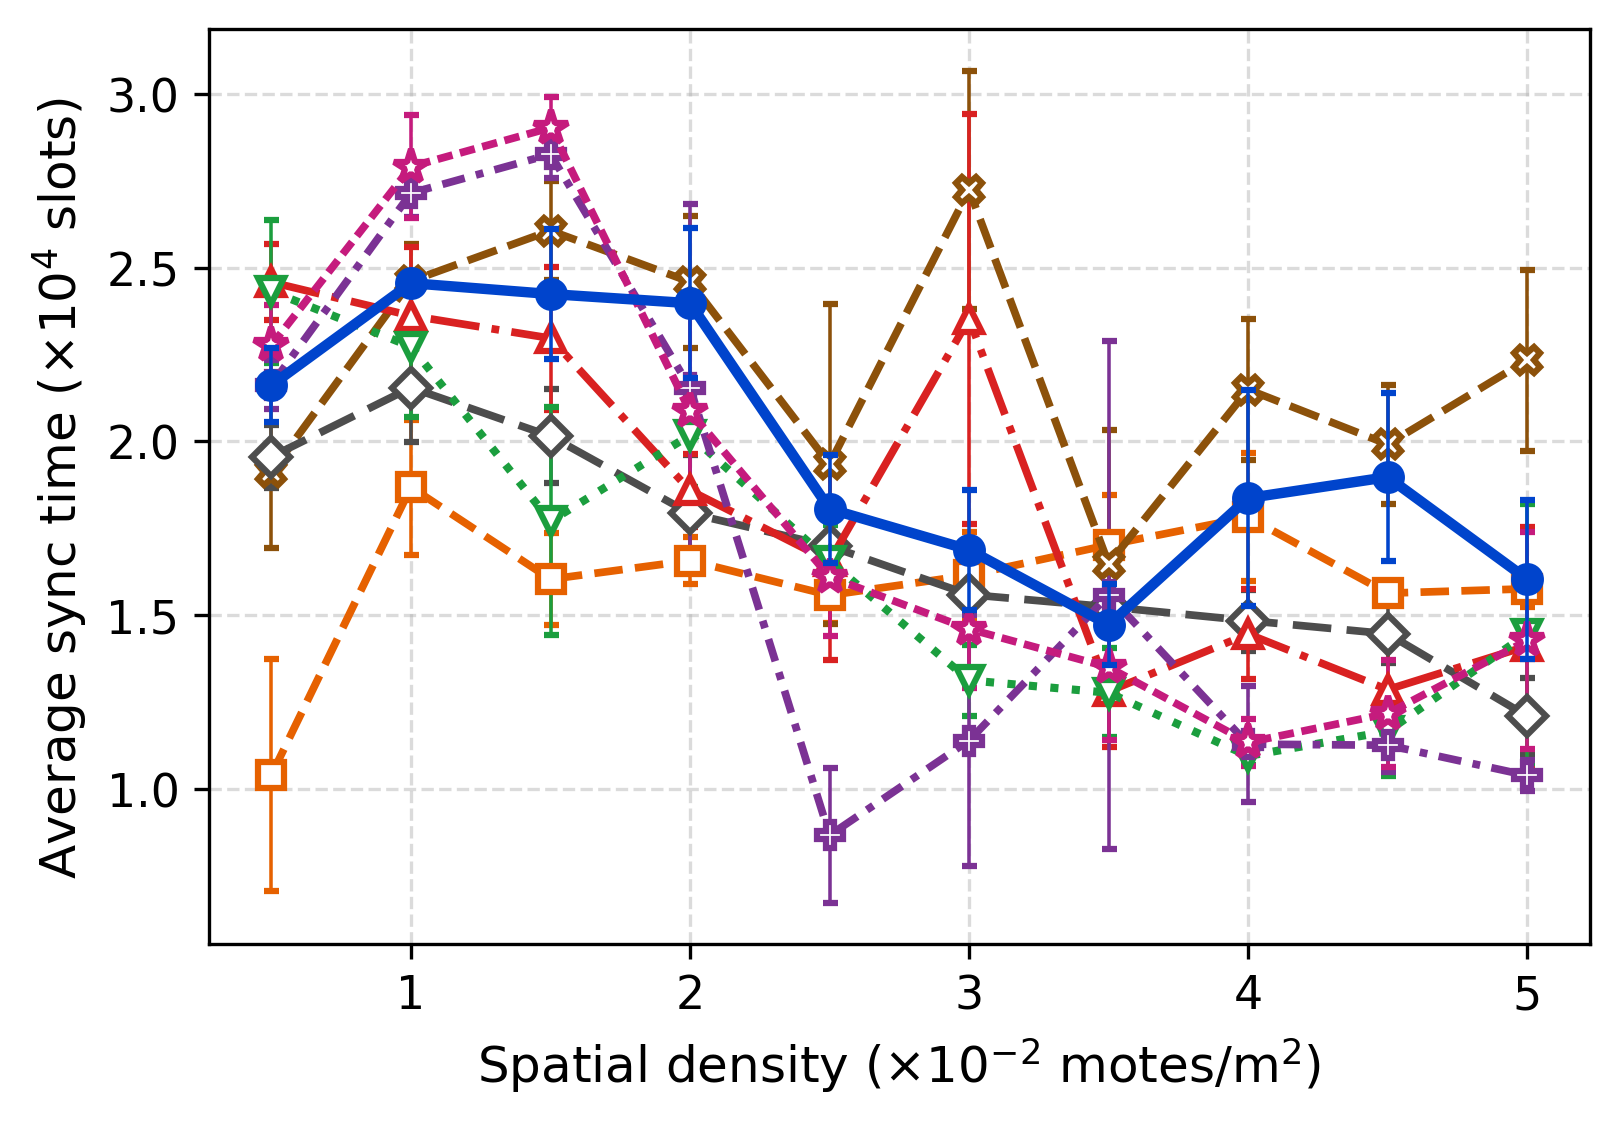 Average sync time (×10⁴ slots)
3.0
2.5
2.0
1.5
1.0
1 2 3 4 5
Spatial density (×10⁻² motes/m²)